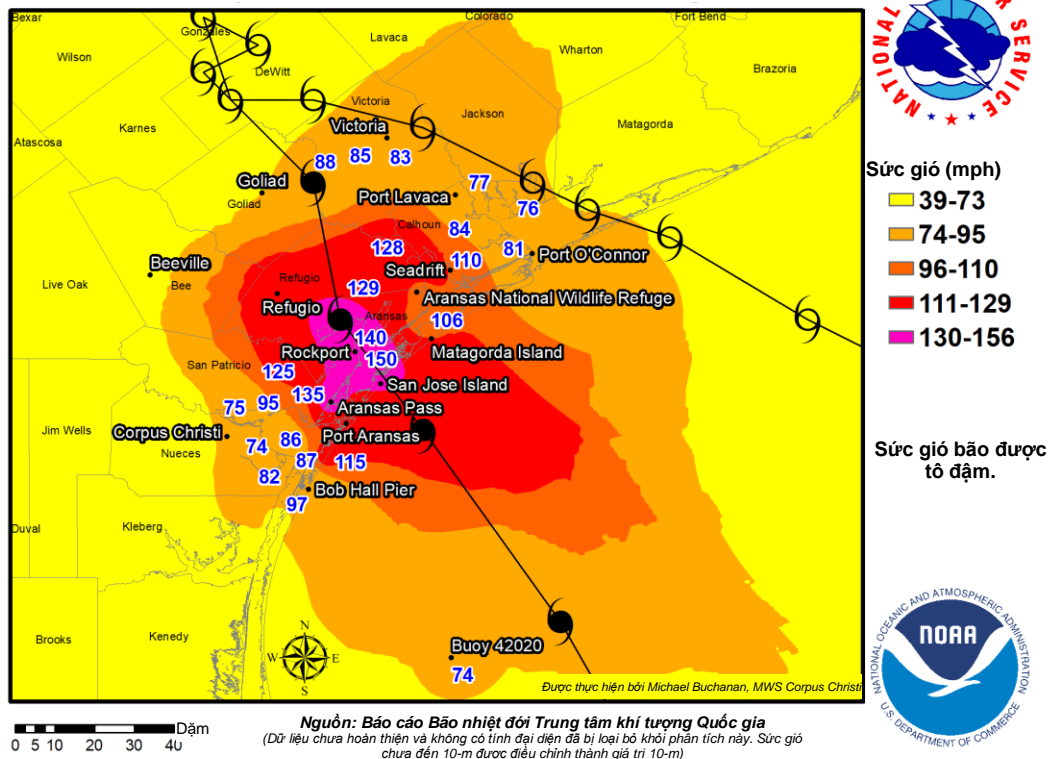 Bexar
Gonzales
Lavaca
Colorado
Fort Bend
Wilson
DeWitt
Wharton
Brazoria
Karnes
Victoria
Jackson
Matagorda
Atascosa
Victoria
88 85 83
Goliad
Goliad
77
Port Lavaca
76
Calhoun
84
128
81
Port O'Connor
Beeville
Bee
110
Seadrift
Live Oak
Refugio
129
Aransas National Wildlife Refuge
Refugio
Aransas
106
140
Rockport
150
Matagorda Island
San Patricio
125
San Jose Island
135
75 95
Aransas Pass
Jim Wells
Corpus Christi
Port Aransas
86
74
Nueces
87
115
82
Bob Hall Pier
97
Duval
Kleberg
Brooks
Kenedy
N
W E
S
Buoy 42020
74
Được thực hiện bởi Michael Buchanan, MWS Corpus Christi
NATIONAL
R SERVICE
Sức gió (mph)
39-73
74-95
96-110
111-129
130-156
Sức gió bão được
tô đậm.
NATIONAL OCEANIC AND ATMOSPHERIC ADMINISTRATION
NOAA
U.S. DEPARTMENT OF COMMERCE
Dặm
0 5 10 20 30 40
Nguồn: Báo cáo Bão nhiệt đới Trung tâm khí tượng Quốc gia
(Dữ liệu chưa hoàn thiện và không có tính đại diện đã bị loại bỏ khỏi phân tích này. Sức gió
chưa đến 10-m được điều chỉnh thành giá trị 10-m)